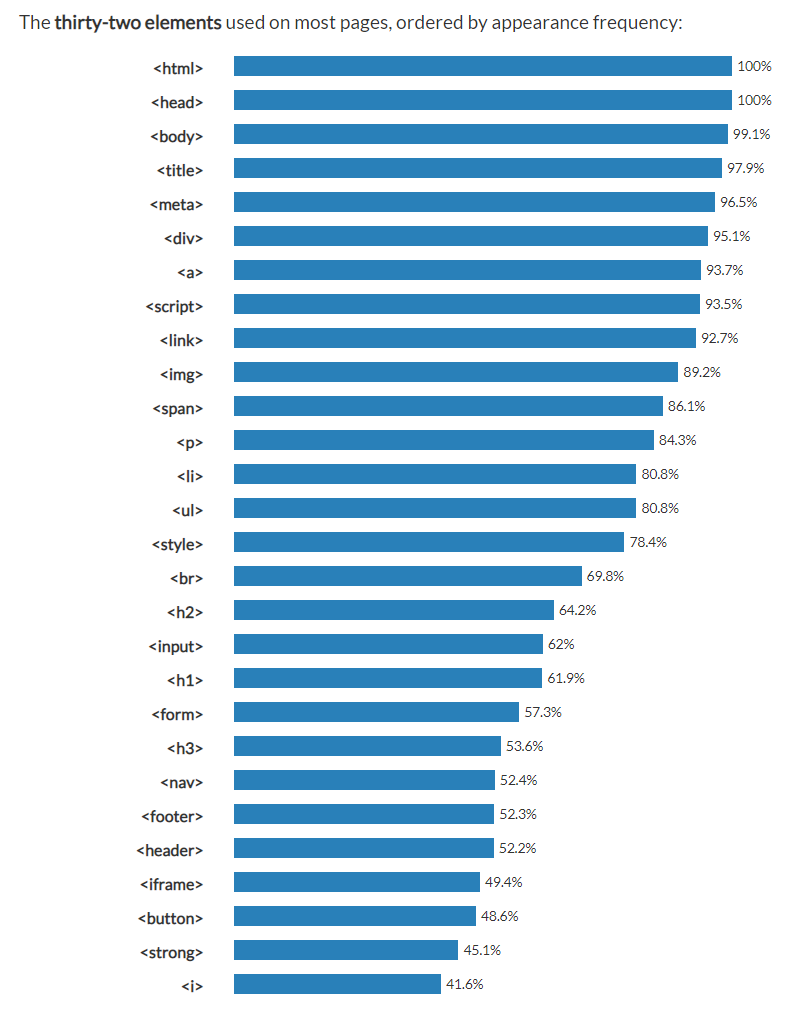 The thirty-two elements used on most pages, ordered by appearance frequency:
<html> 100%
<head> 100%
<body> 99.1%
<title> 97.9%
<meta> 96.5%
<div> 95.1%
<a> 93.7%
<script> 93.5%
<link> 92.7%
<img> 89.2%
<span> 86.1%
<p> 84.3%
<li> 80.8%
<ul> 80.8%
<style> 78.4%
<br> 69.8%
<h2> 64.2%
<input> 62%
<h1> 61.9%
<form> 57.3%
<h3> 53.6%
<nav> 52.4%
<footer> 52.3%
<header> 52.2%
<iframe> 49.4%
<button> 48.6%
<strong> 45.1%
<i> 41.6%